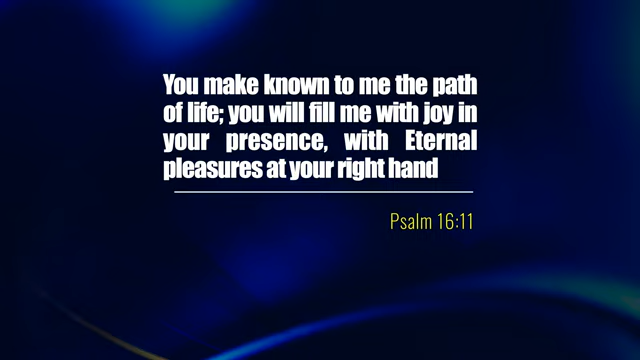 You make known to me the path
of life; you will fill me with joy in
your presence, with Eternal
pleasures at your right hand
Psalm 16:11